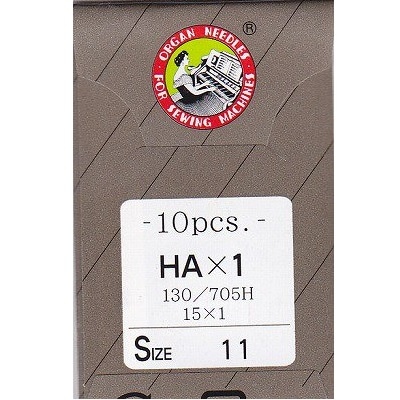 ORGAN NEEDLES
®
FOR SEWING MACHINES
-10pcs.-
HA×1
130/705H
15×1
SIZE 11